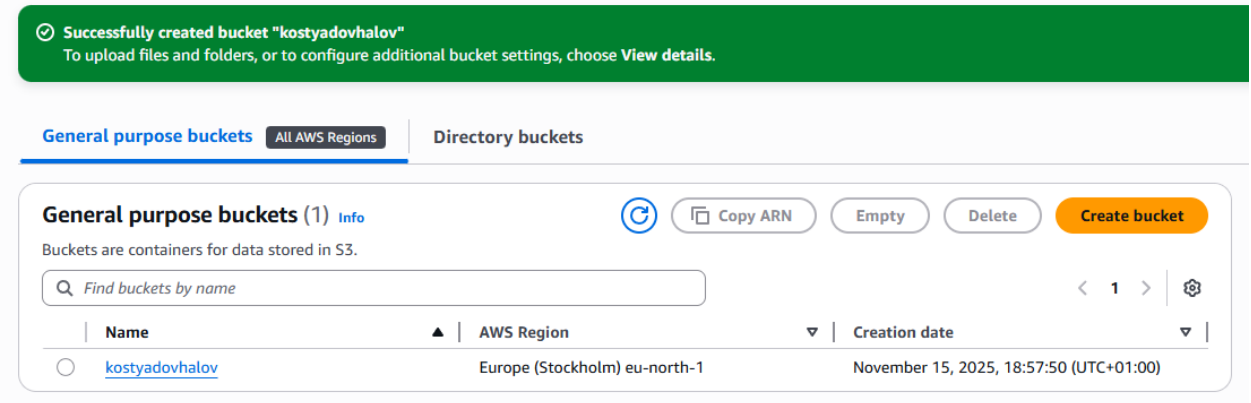 Successfully created bucket "kostyadovhalov"
To upload files and folders, or to configure additional bucket settings, choose View details.
General purpose buckets All AWS Regions Directory buckets
General purpose buckets (1) Info Copy ARN Empty Delete Create bucket
Buckets are containers for data stored in S3.
Find buckets by name 1
Name AWS Region Creation date
kostyadovhalov Europe (Stockholm) eu-north-1 November 15, 2025, 18:57:50 (UTC+01:00)